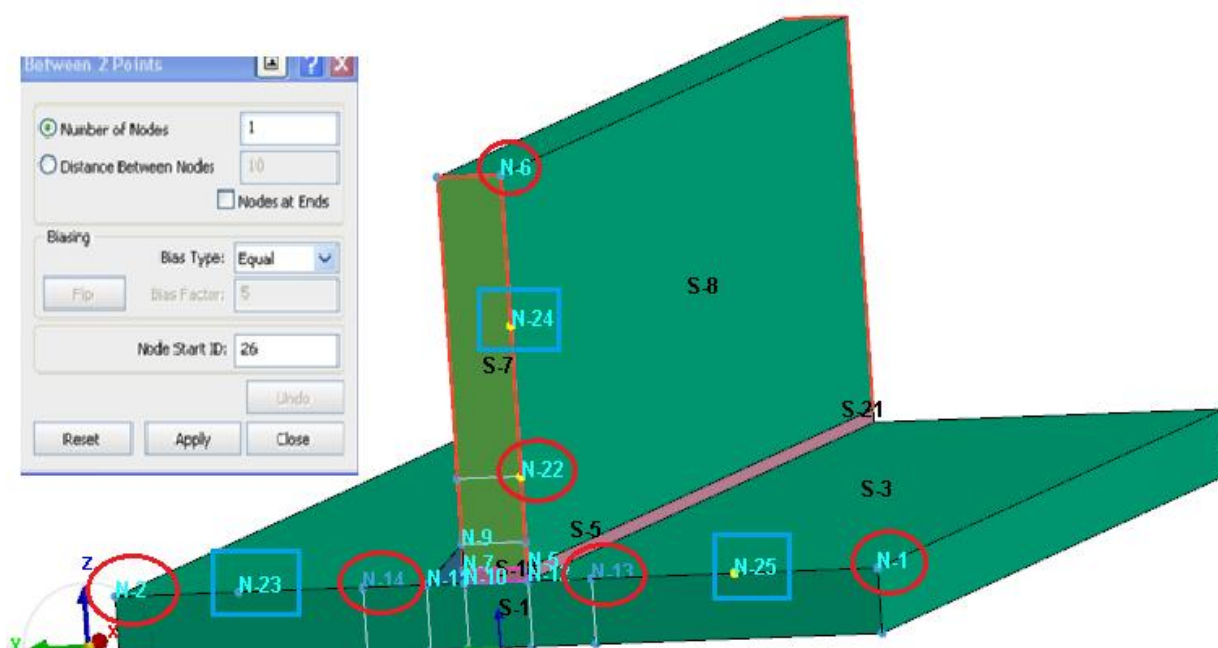 Between 2 Points
?
X
Number of Nodes
1
Distance Between Nodes
10
Nodes at Ends
Biasing
Bias Type:
Equal
Flip
Bias Factor:
5
Node Start ID:
26
Undo
Reset
Apply
Close
N-6
S-8
N-24
S-7
S-21
N-22
S-3
S-5
N-9
N-7
N-5
N-1
N-2
N-23
N-14
N-10
N-13
N-25
S-1
Z
X
Y